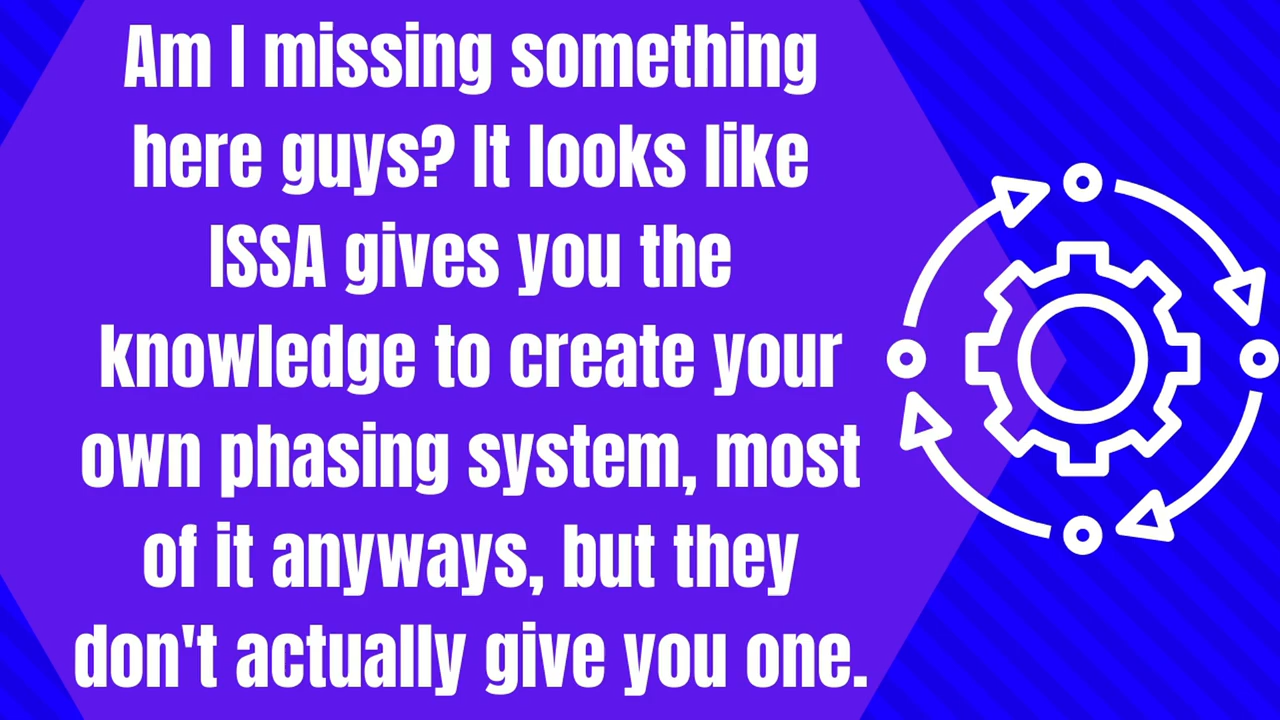 Am I missing something
here guys? It looks like
ISSA gives you the
knowledge to create your
own phasing system, most
of it anyways, but they
don't actually give you one.